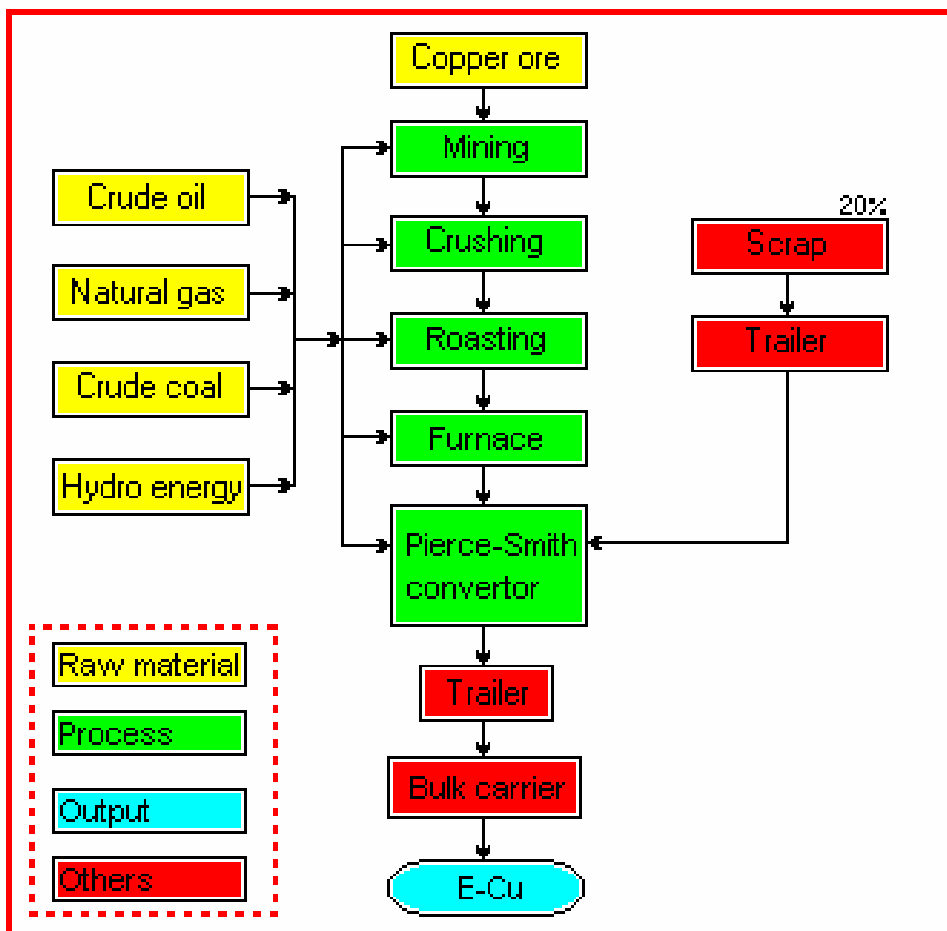 Copper ore
Mining
Crude oil
20%
Crushing
Scrap
Natural gas
Roasting
Trailer
Crude coal
Furnace
Hydro energy
Pierce-Smith
convertor
Raw material
Trailer
Process
Bulk carrier
Output
Others
E-Cu